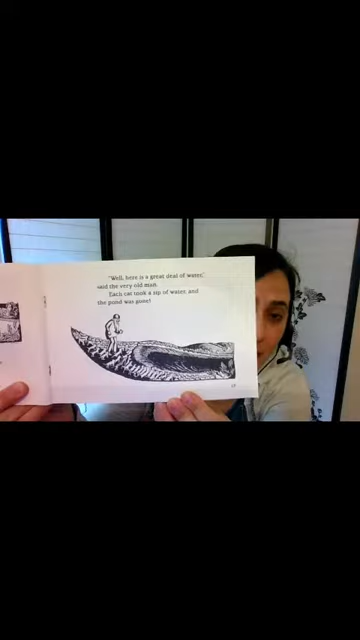 "Well, here is a great deal of water,"
said the very old man.
Each cat took a sip of water, and
the pond was gone!